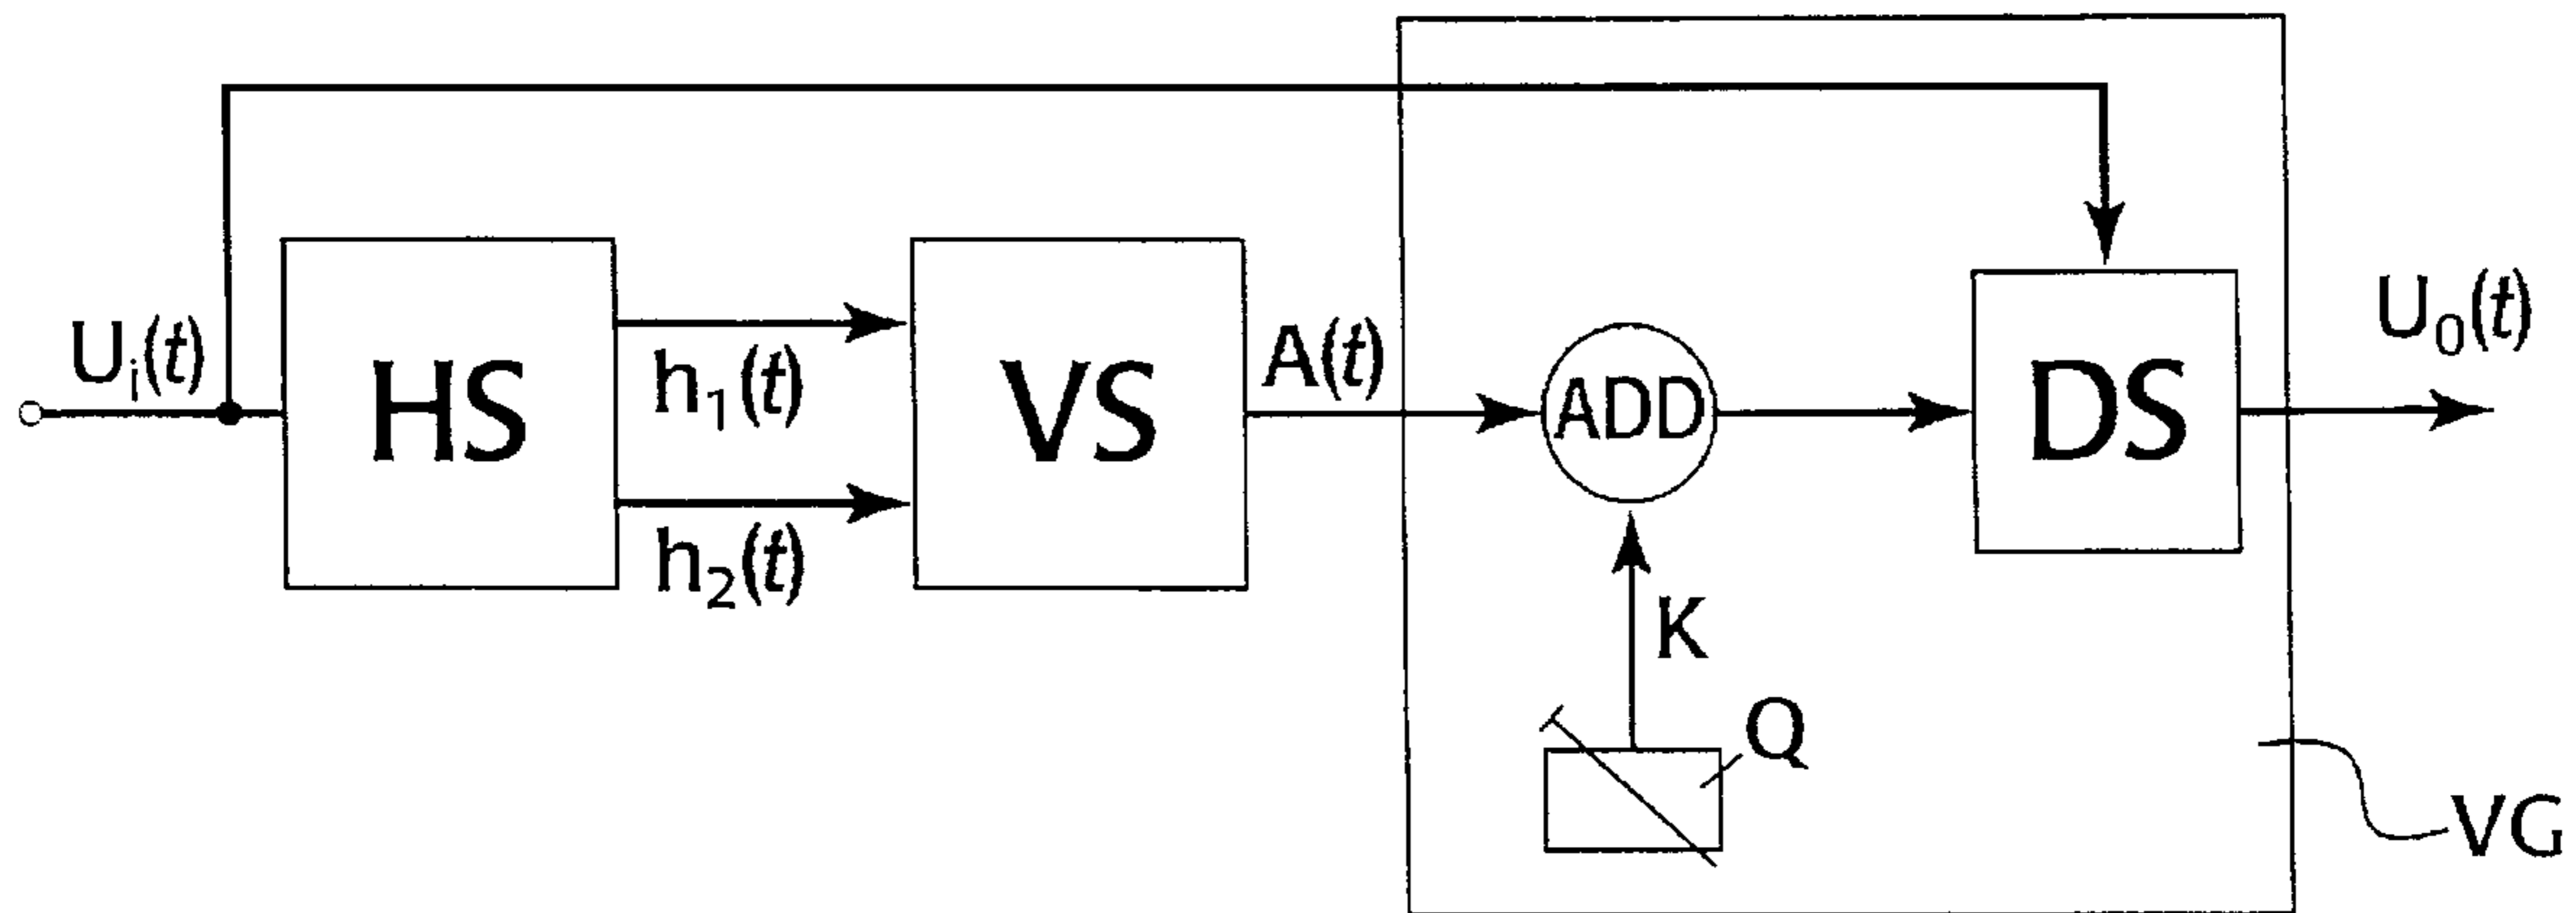 Uᵢ(t)
HS
h₁(t)
h₂(t)
VS
A(t)
ADD
K
Q
DS
U₀(t)
VG